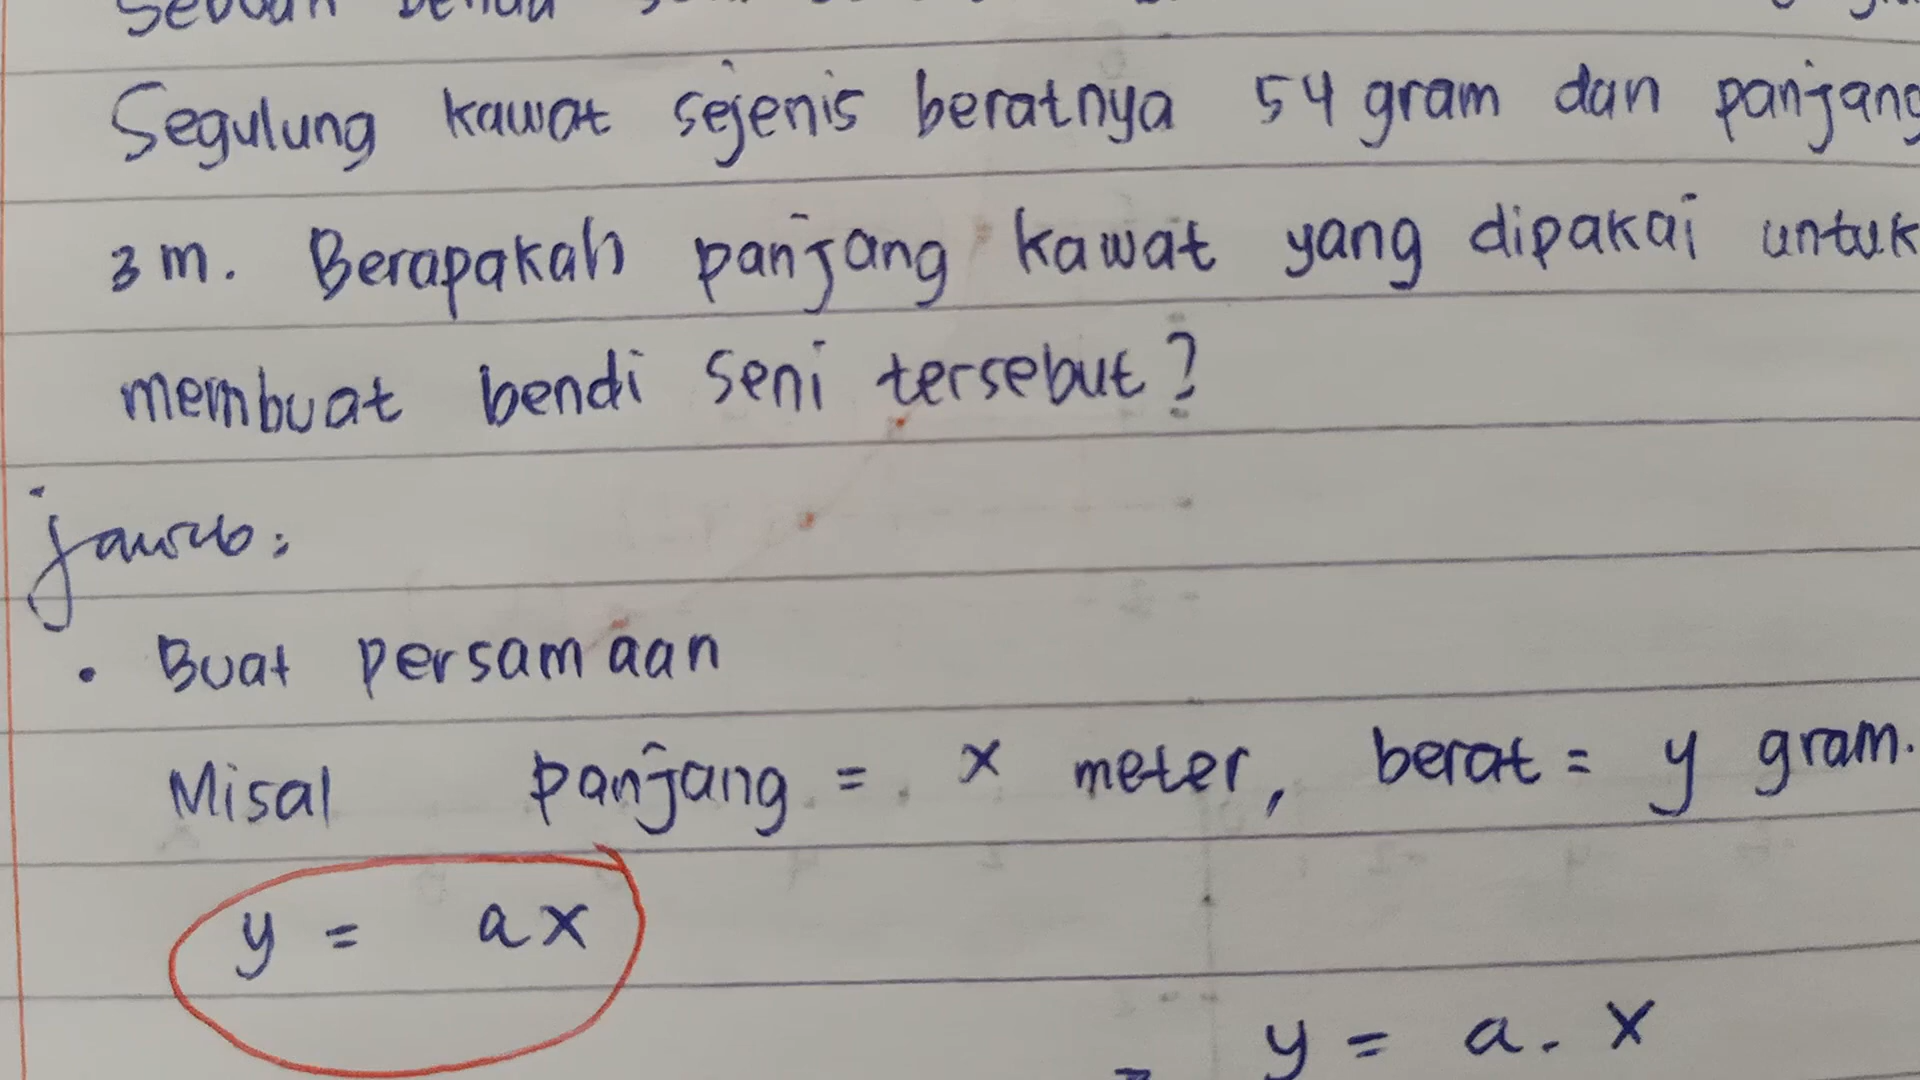 Segulung kawat sejenis beratnya 54 gram dan panjang
3 m. Berapakah panjang kawat yang dipakai untuk
membuat bendi seni tersebut?
jawab:
• Buat persamaan
Misal panjang = x meter, berat = y gram.
y = ax
y = a. x